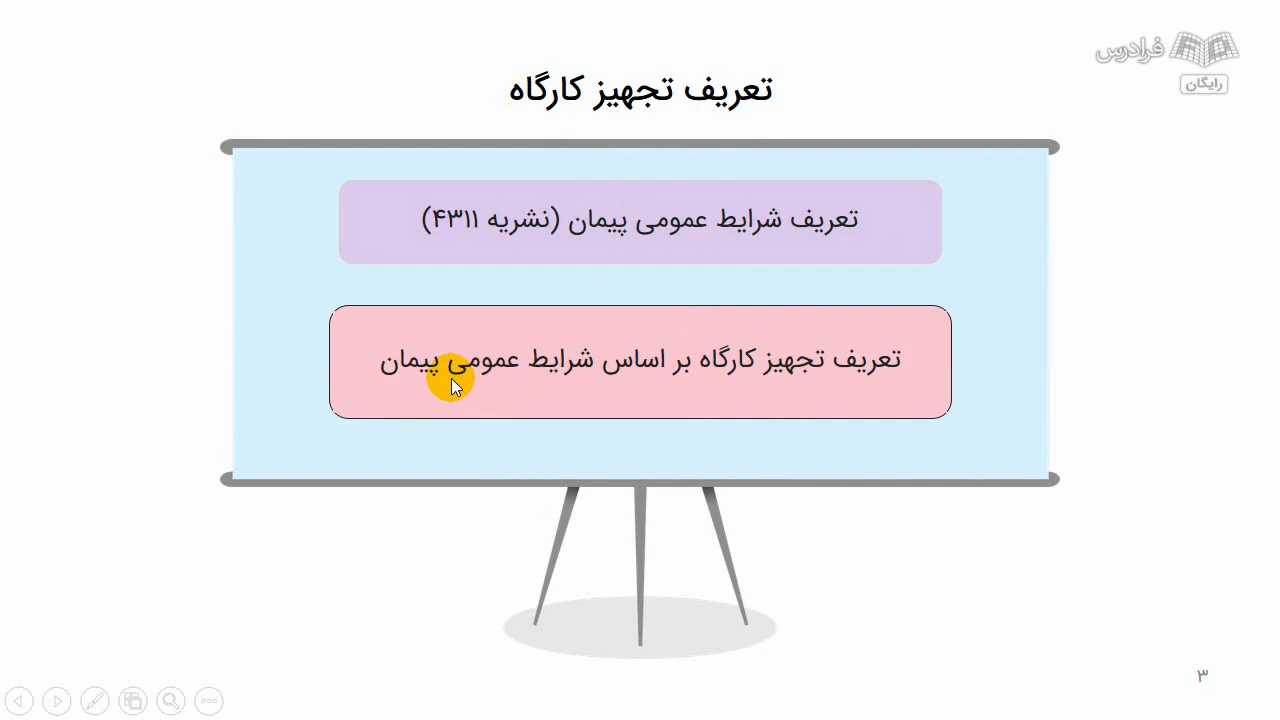 فرادرس
رایگان
تعریف تجهیز کارگاه
تعریف شرایط عمومی پیمان (نشریه ۴۳۱۱)
تعریف تجهیز کارگاه بر اساس شرایط عمومی پیمان
۳